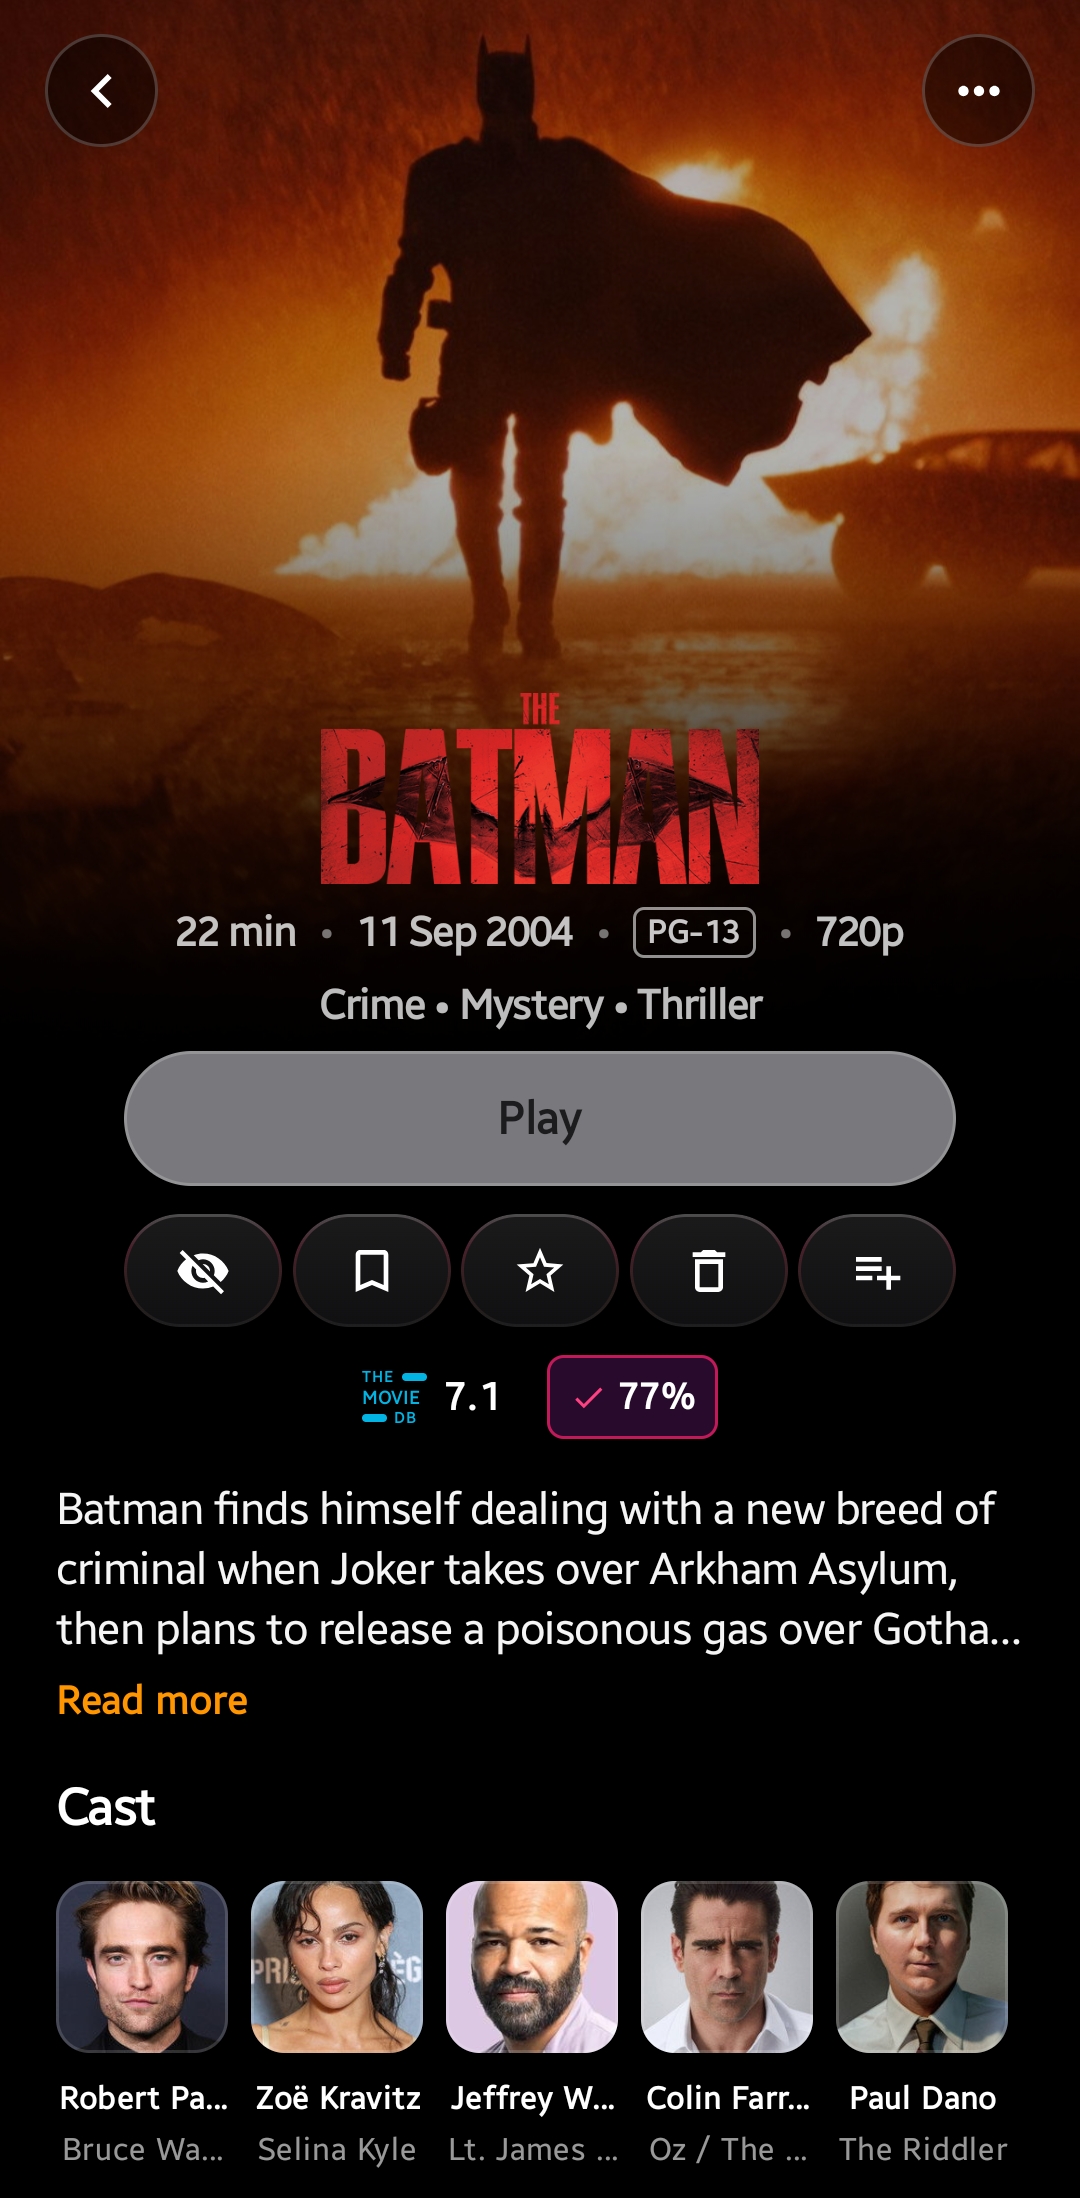 THE
BATMAN
22 min • 11 Sep 2004 • PG-13 • 720p
Crime • Mystery • Thriller
Play
THE
MOVIE
DB
7.1
77%
Batman finds himself dealing with a new breed of
criminal when Joker takes over Arkham Asylum,
then plans to release a poisonous gas over Gotha...
Read more
Cast
Robert Pa... Zoë Kravitz Jeffrey W... Colin Farr... Paul Dano
Bruce Wa... Selina Kyle Lt. James ... Oz / The ... The Riddler